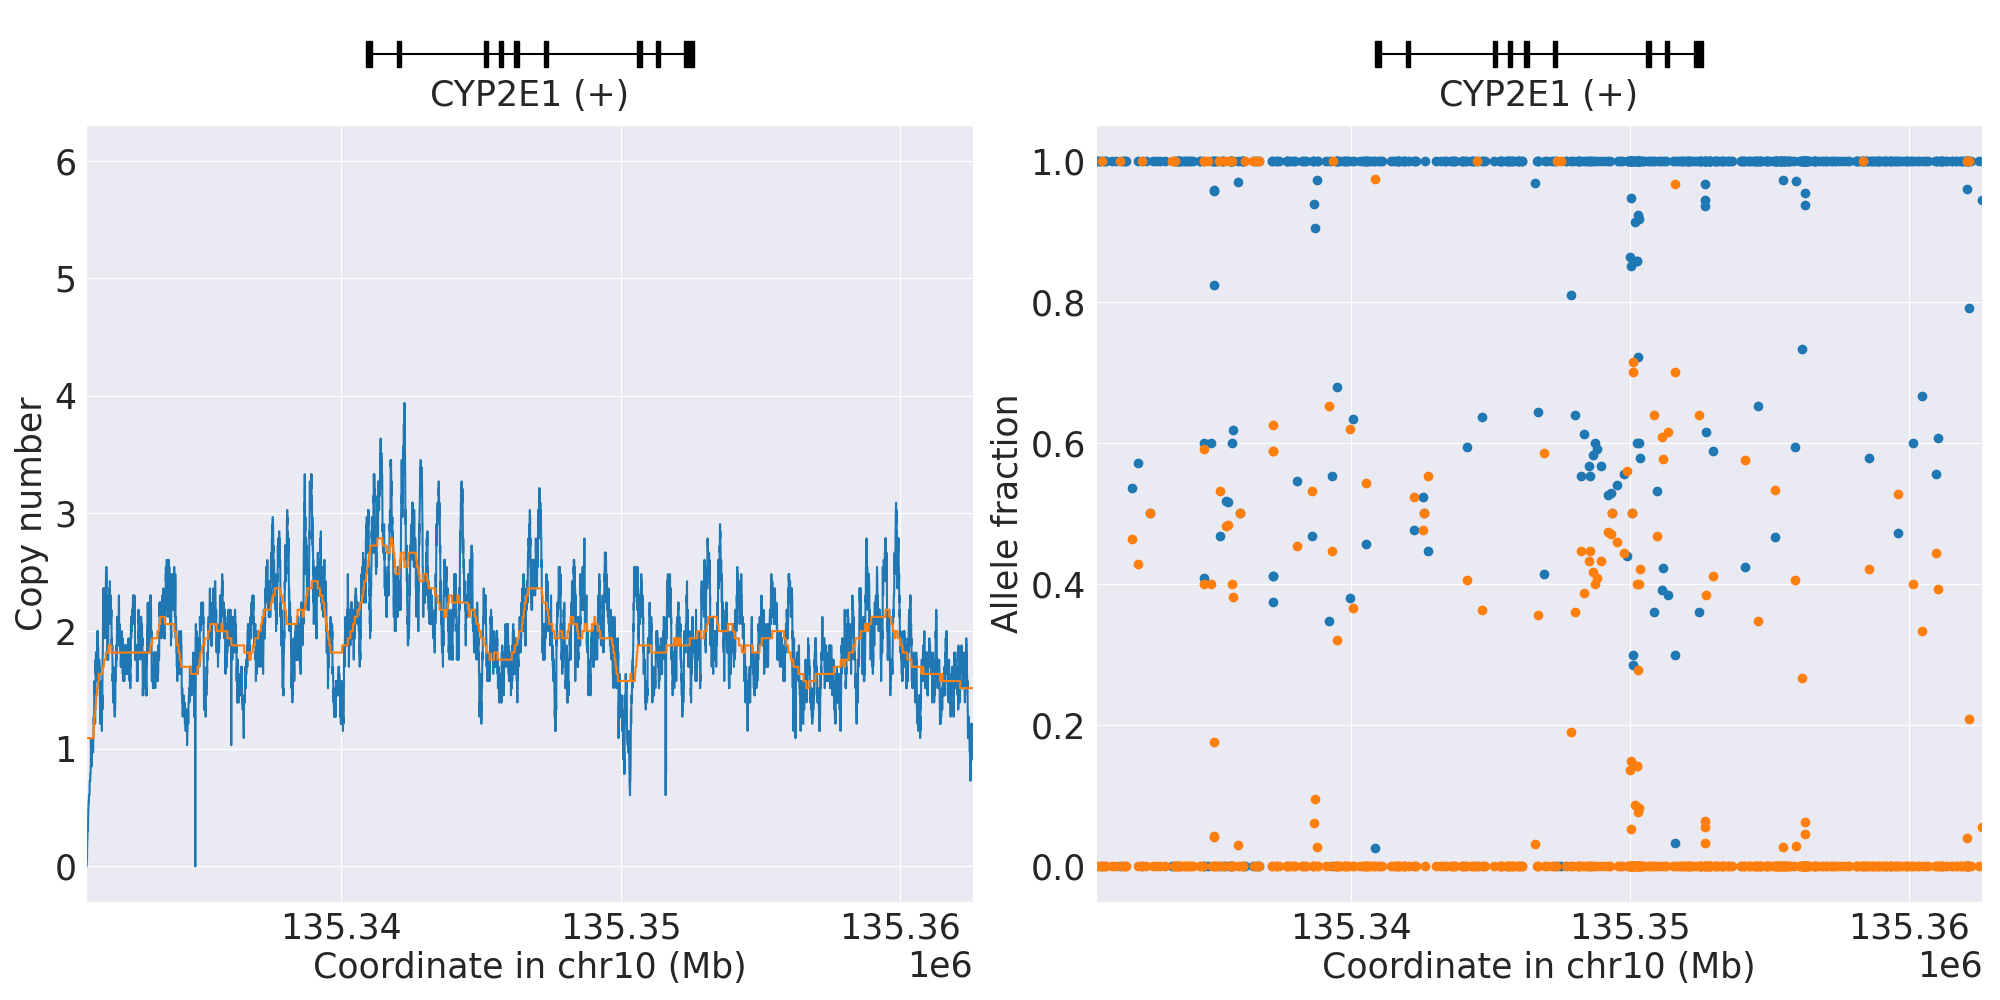 CYP2E1 (+)
6
5
4
3
2
1
0
Copy number
135.34 135.35 135.36
Coordinate in chr10 (Mb)
1e6
CYP2E1 (+)
1.0
0.8
0.6
0.4
0.2
0.0
Allele fraction
135.34 135.35 135.36
Coordinate in chr10 (Mb)
1e6